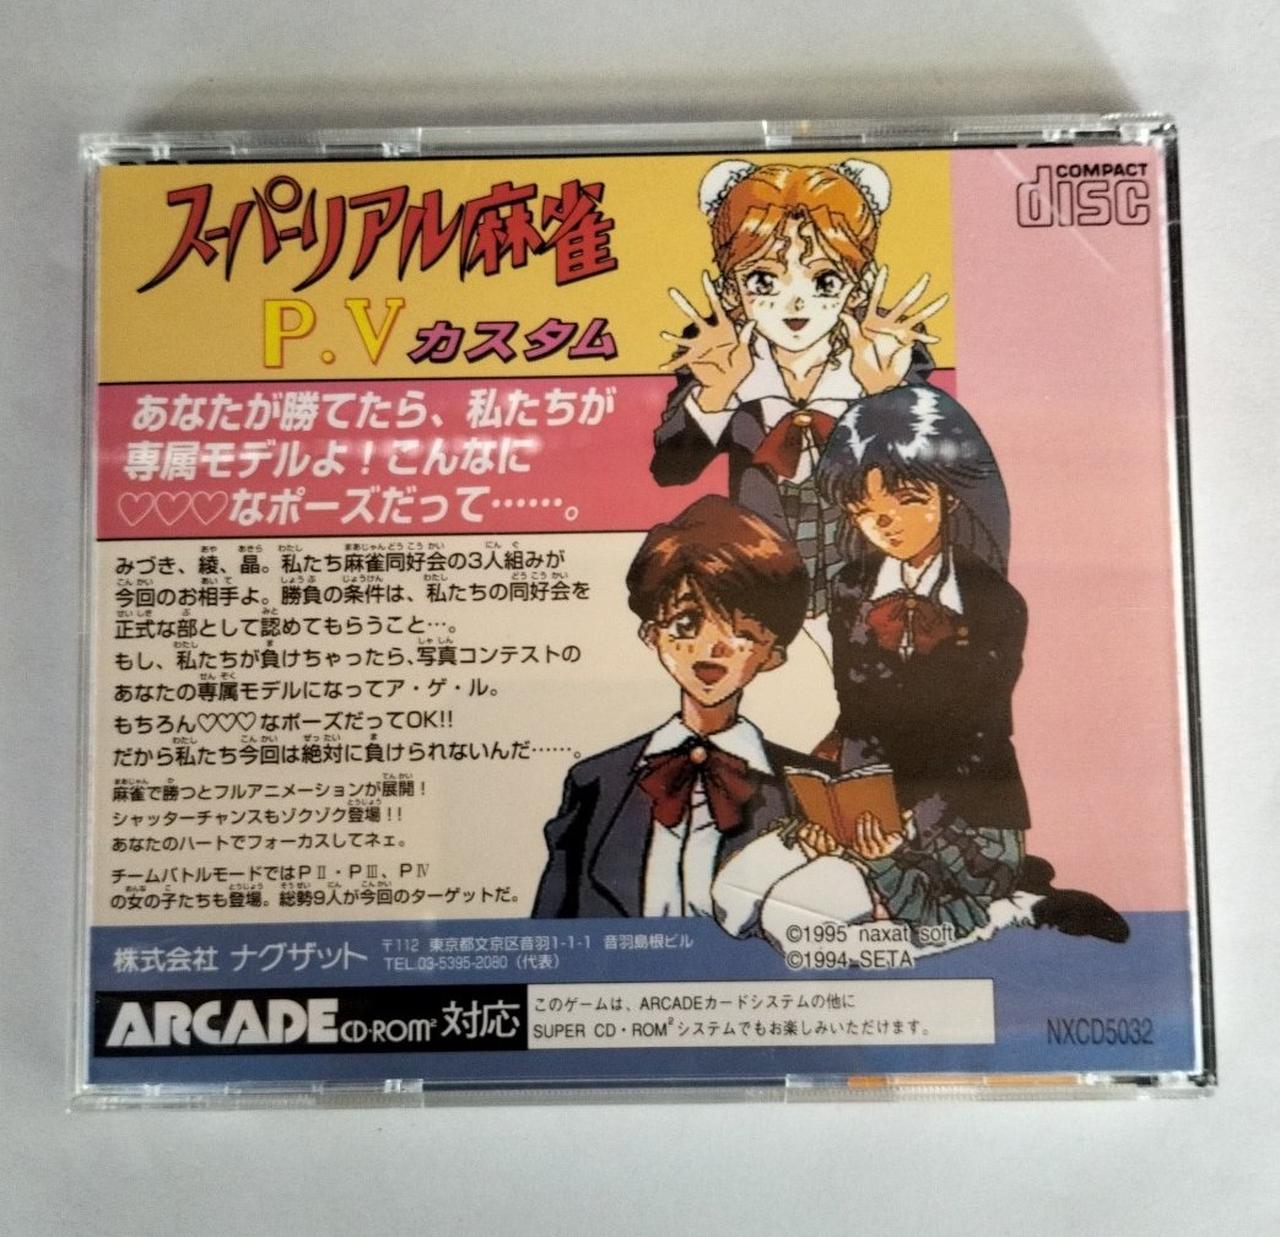 COMPACT
disc
スーパーリアル麻雀
P.V カスタム
あなたが勝てたら、私たちが
専属モデルよ！こんなに
♡♡♡なポーズだって……。
みづき、綾、晶。私たち麻雀同好会の3人組みが
今回のお相手よ。勝負の条件は、私たちの同好会を
正式な部として認めてもらうこと…。
もし、私たちが負けちゃったら、写真コンテストの
あなたの専属モデルになってア・ゲ・ル。
もちろん♡♡♡なポーズだってOK!!
だから私たち今回は絶対に負けられないんだ……。
麻雀で勝つとフルアニメーションが展開！
シャッターチャンスもゾクゾク登場！！
あなたのハートでフォーカスしてネェ。
チームバトルモードではPⅡ・PⅢ、PⅣ
の女の子たちも登場。総勢9人が今回のターゲットだ。
©1995 naxat soft
©1994 SETA
株式会社 ナグザット 〒112 東京都文京区音羽1-1-1 音羽島根ビル
TEL.03-5395-2080（代表）
ARCADE CD・ROM² 対応
このゲームは、ARCADEカードシステムの他に
SUPER CD・ROM²システムでもお楽しみいただけます。
NXCD5032